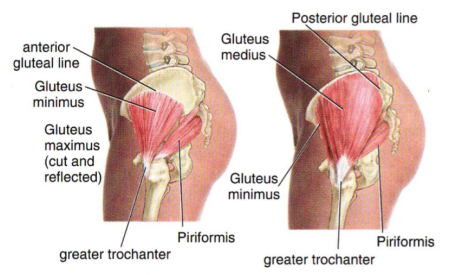 anterior
gluteal line
Gluteus
minimus
Gluteus
maximus
(cut and
reflected)
Piriformis
greater trochanter
Posterior gluteal line
Gluteus
medius
Gluteus
minimus
Piriformis
greater trochanter